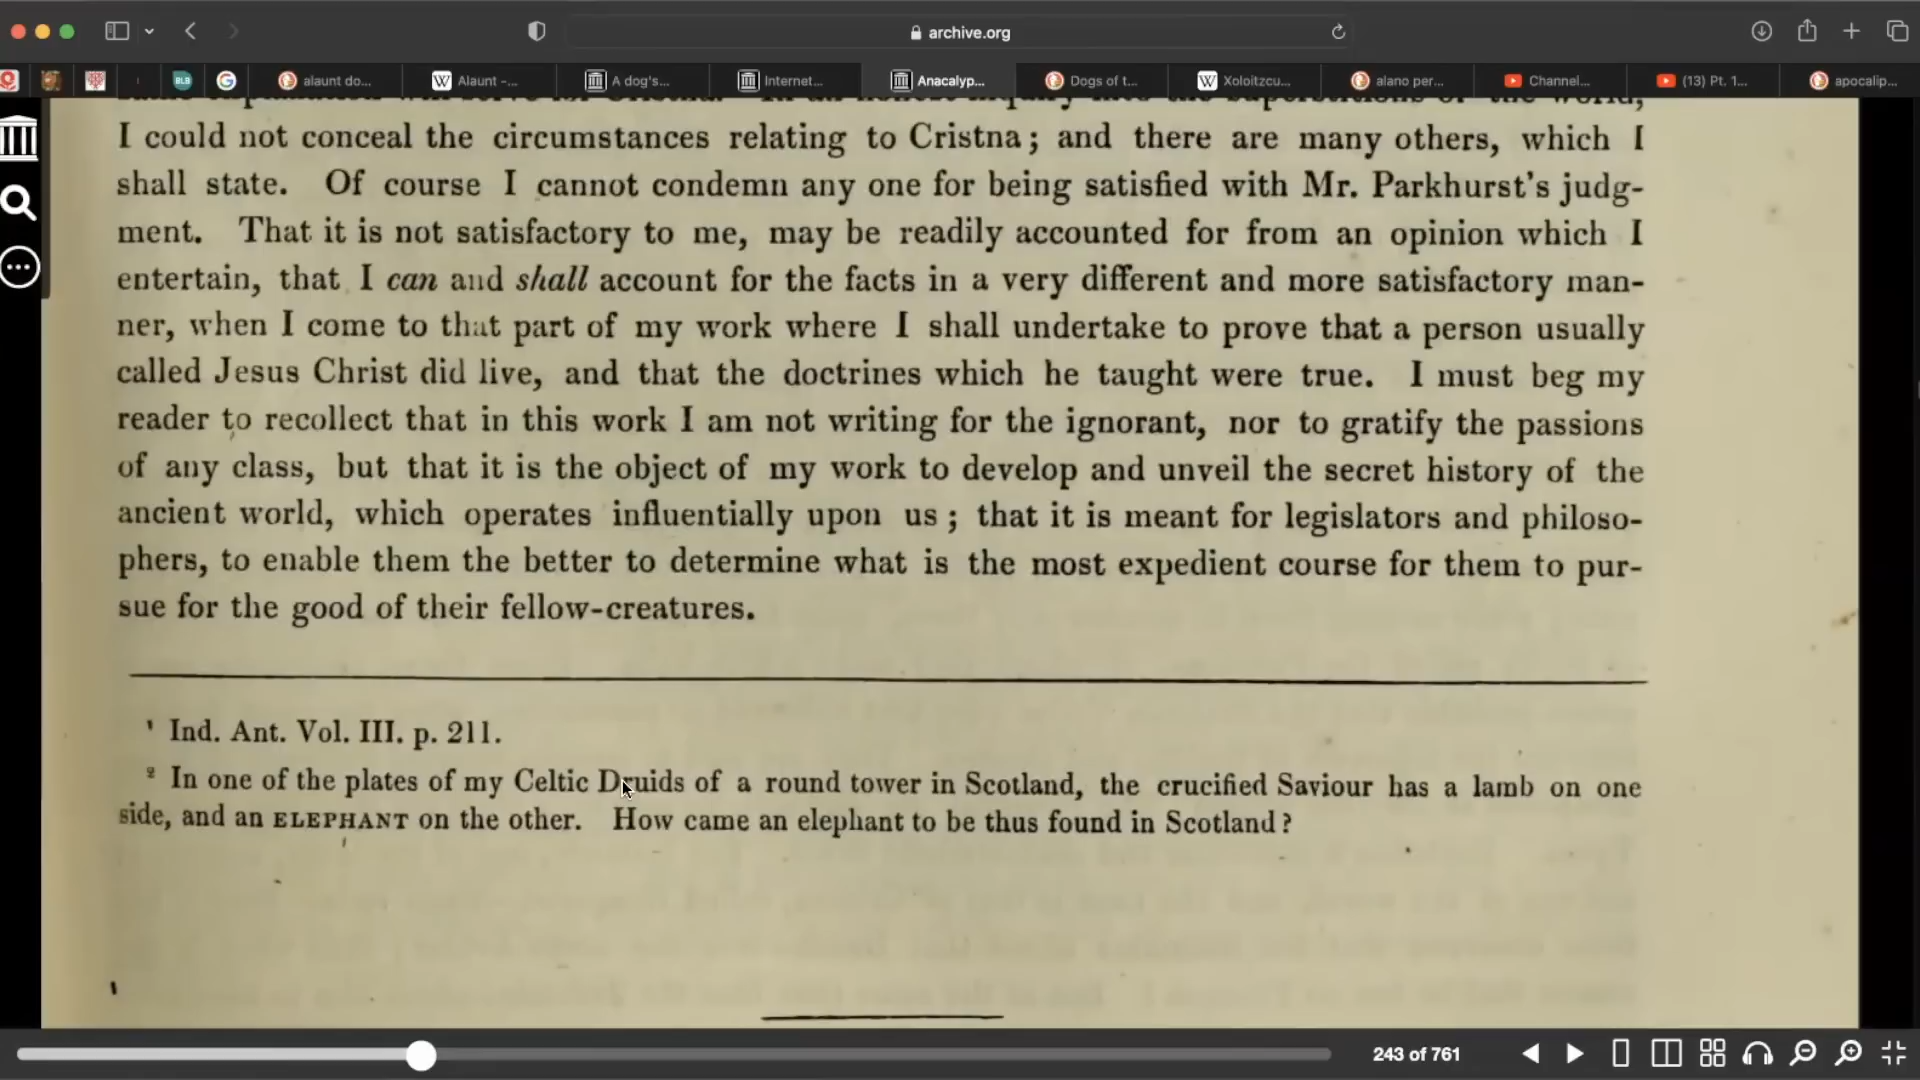 archive.org
BLB
alaunt do...
Alaunt -...
A dog's...
Internet...
Anacalyp...
Dogs of t...
Xoloitzcu...
alano per...
Channel...
(13) Pt. 1...
apocalip...
I could not conceal the circumstances relating to Cristna; and there are many others, which I
shall state. Of course I cannot condemn any one for being satisfied with Mr. Parkhurst's judg-
ment. That it is not satisfactory to me, may be readily accounted for from an opinion which I
entertain, that I can and shall account for the facts in a very different and more satisfactory man-
ner, when I come to that part of my work where I shall undertake to prove that a person usually
called Jesus Christ did live, and that the doctrines which he taught were true. I must beg my
reader to recollect that in this work I am not writing for the ignorant, nor to gratify the passions
of any class, but that it is the object of my work to develop and unveil the secret history of the
ancient world, which operates influentially upon us; that it is meant for legislators and philoso-
phers, to enable them the better to determine what is the most expedient course for them to pur-
sue for the good of their fellow-creatures.
¹ Ind. Ant. Vol. III. p. 211.
² In one of the plates of my Celtic Druids of a round tower in Scotland, the crucified Saviour has a lamb on one
side, and an ELEPHANT on the other. How came an elephant to be thus found in Scotland?
243 of 761